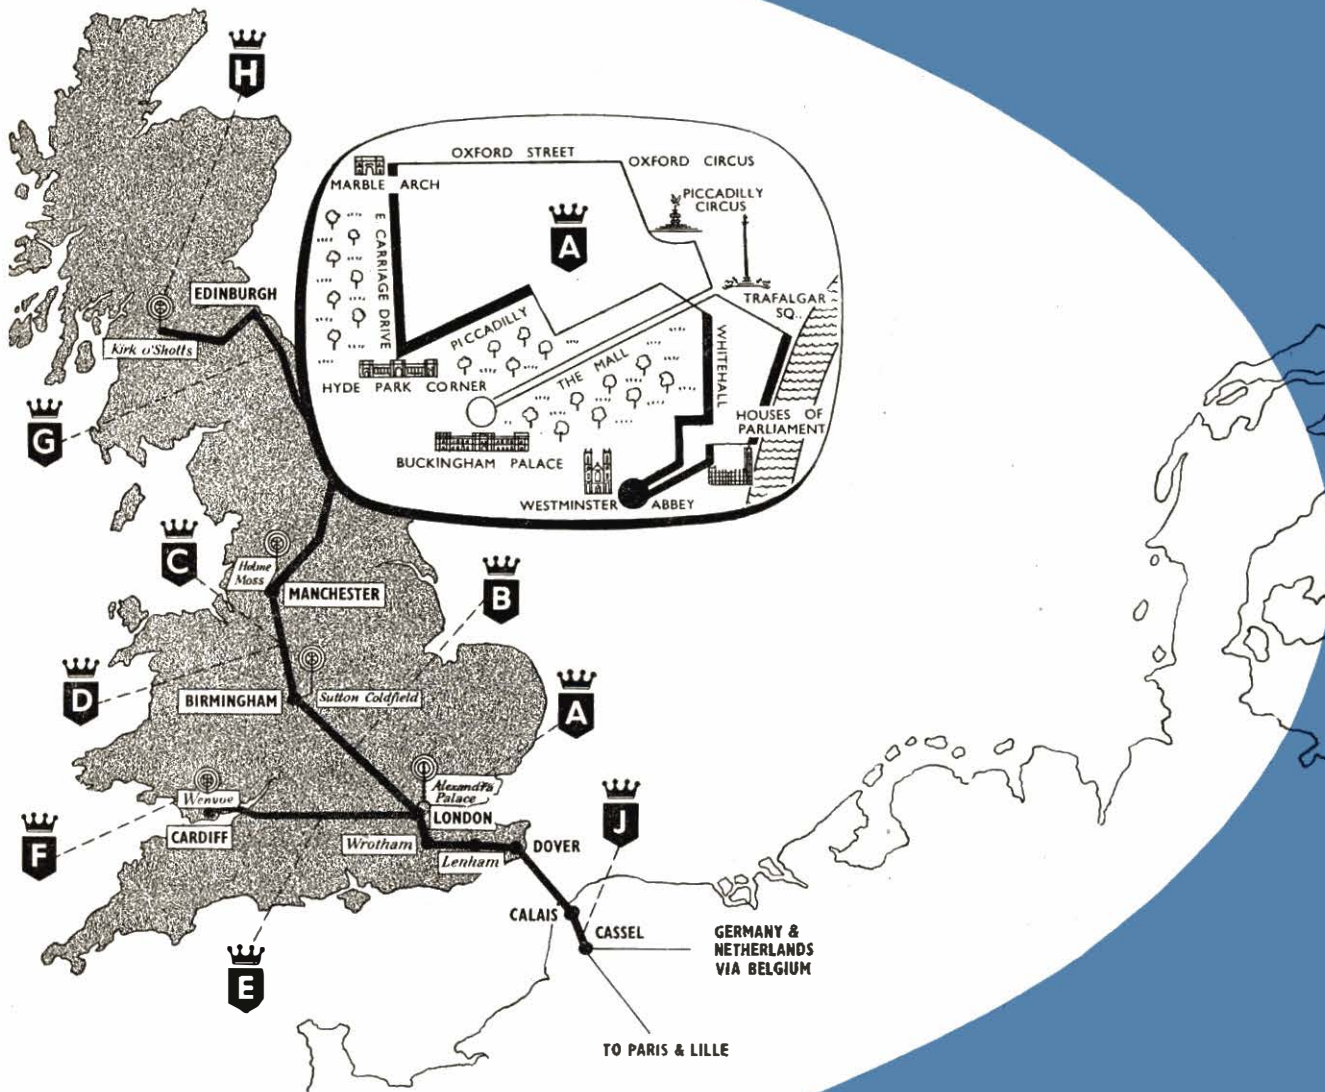 H
OXFORD STREET
OXFORD CIRCUS
MARBLE ARCH
PICCADILLY
CIRCUS
A
E. CARRIAGE DRIVE
EDINBURGH
TRAFALGAR
SQ.
PICCADILLY
WHITEHALL
Kirk o'Shotts
THE MALL
HYDE PARK CORNER
G
HOUSES OF
PARLIAMENT
BUCKINGHAM PALACE
WESTMINSTER ABBEY
C
Holme
Moss
B
MANCHESTER
D
BIRMINGHAM
Sutton Coldfield
A
Alexandra
Palace
Wenvoe
LONDON
J
CARDIFF
F
Wrotham
DOVER
Lenham
CALAIS
CASSEL
GERMANY &
NETHERLANDS
VIA BELGIUM
E
TO PARIS & LILLE